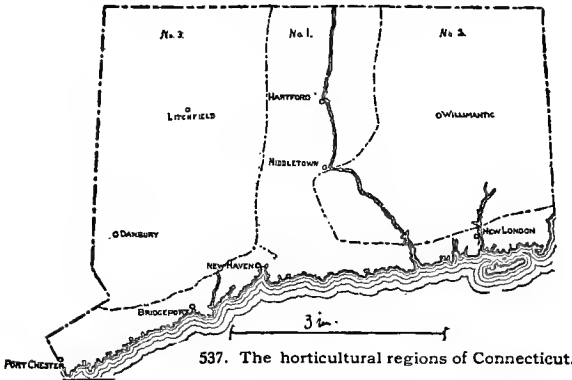 No. 3.
No 1.
No 2.
HARTFORD
LITCHFIELD
WILLIMANTIC
MIDDLETOWN
DANBURY
NEW LONDON
NEW HAVEN
BRIDGEPORT
3 in.
PORT CHESTER
537. The horticultural regions of Connecticut.